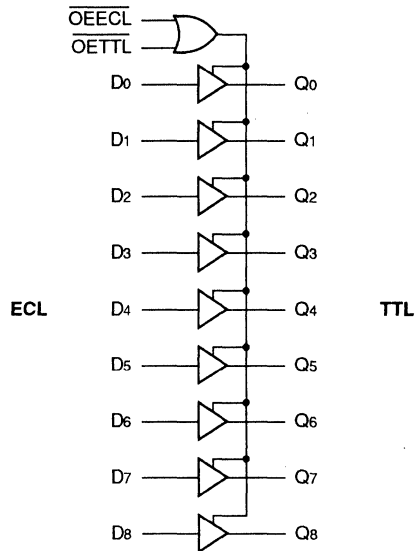 OEECL
OETTL
D0 Q0
D1 Q1
D2 Q2
D3 Q3
ECL D4 Q4 TTL
D5 Q5
D6 Q6
D7 Q7
D8 Q8